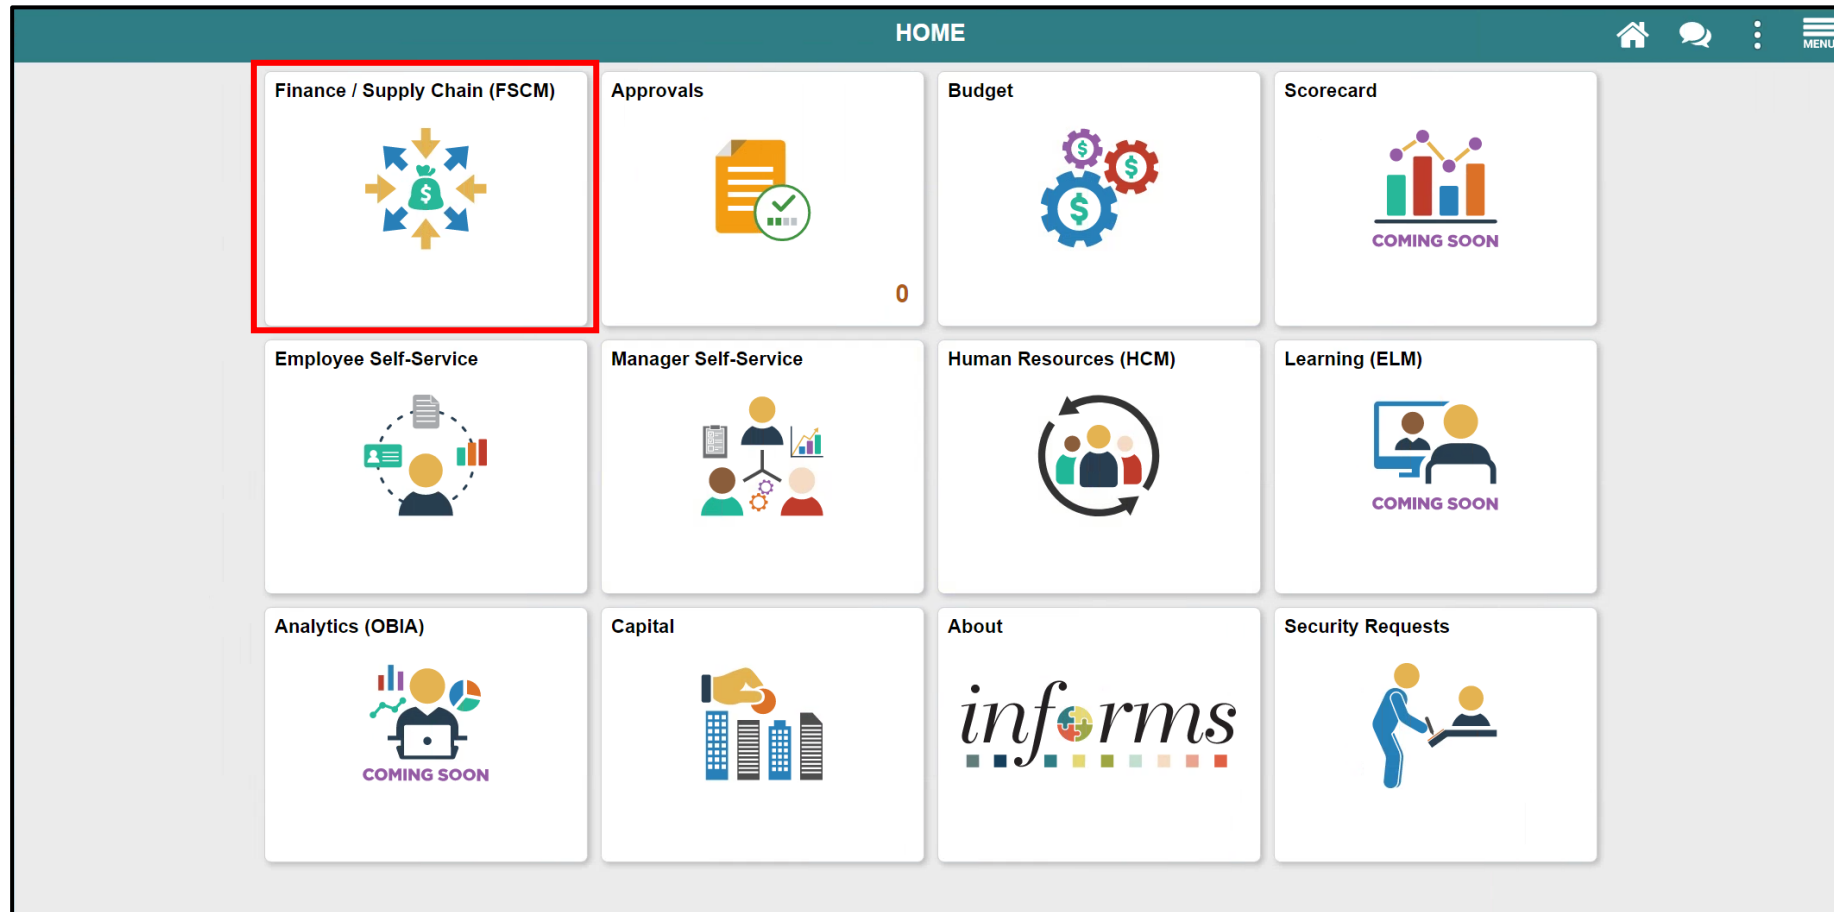 HOME
MENU
Finance / Supply Chain (FSCM)
Approvals
0
Budget
Scorecard
COMING SOON
Employee Self-Service
Manager Self-Service
Human Resources (HCM)
Learning (ELM)
COMING SOON
Analytics (OBIA)
COMING SOON
Capital
About
informs
Security Requests